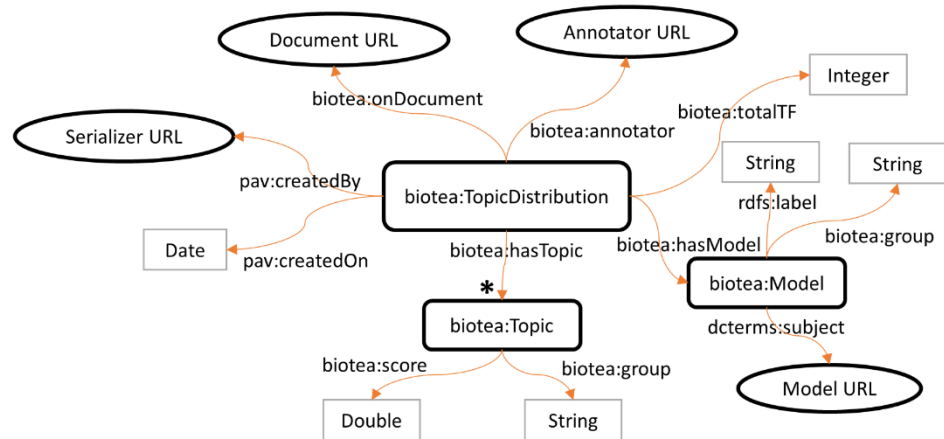 Document URL
Annotator URL
Integer
biotea:onDocument
biotea:totalTF
biotea:annotator
Serializer URL
String
String
pav:createdBy
biotea:TopicDistribution
rdfs:label
biotea:group
Date
pav:createdOn
biotea:hasTopic
biotea:hasModel
*
biotea:Model
biotea:Topic
dcterms:subject
biotea:score
biotea:group
Model URL
Double
String